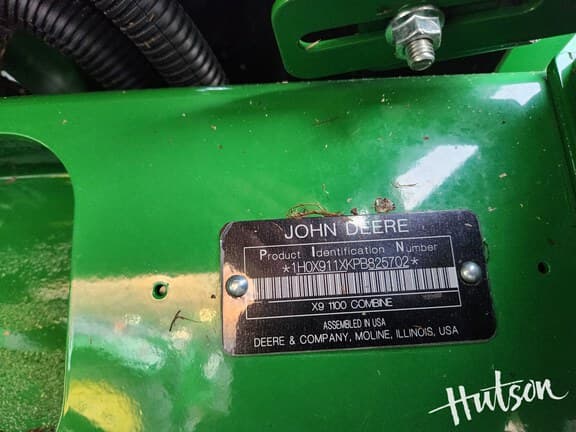 JOHN DEERE
Product Identification Number
*1H0X911XKPB825702*
X9 1100 COMBINE
ASSEMBLED IN USA
DEERE & COMPANY, MOLINE, ILLINOIS, USA
Hutson